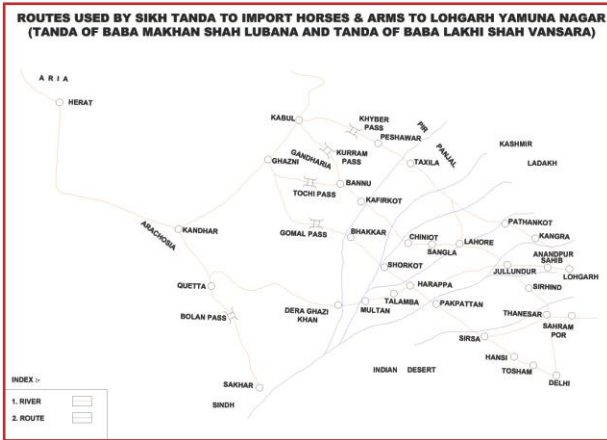 ROUTES USED BY SIKH TANDA TO IMPORT HORSES & ARMS TO LOHGARH YAMUNA NAGAR
(TANDA OF BABA MAKHAN SHAH LUBANA AND TANDA OF BABA LAKHI SHAH VANSARA)
ARIA
HERAT
KABUL
KHYBER
PASS
PESHAWAR
PIR
PANJAL
KASHMIR
LADAKH
GHAZNI
GANDHARIA
KURRAM
PASS
TAXILA
TOCHI PASS
BANNU
KAFIRKOT
ARACHOSIA
KANDHAR
GOMAL PASS
BHAKKAR
CHINIOT
SANGLA
LAHORE
PATHANKOT
KANGRA
SHORKOT
ANANDPUR
SAHIB
JULLUNDUR
LOHGARH
QUETTA
HARAPPA
SIRHIND
BOLAN PASS
DERA GHAZI
KHAN
MULTAN
TALAMBA
PAKPATTAN
THANESAR
SAHRAM
POR
SIRSA
HANSI
TOSHAM
DELHI
INDIAN DESERT
SAKHAR
SINDH
INDEX :-
1. RIVER
2. ROUTE